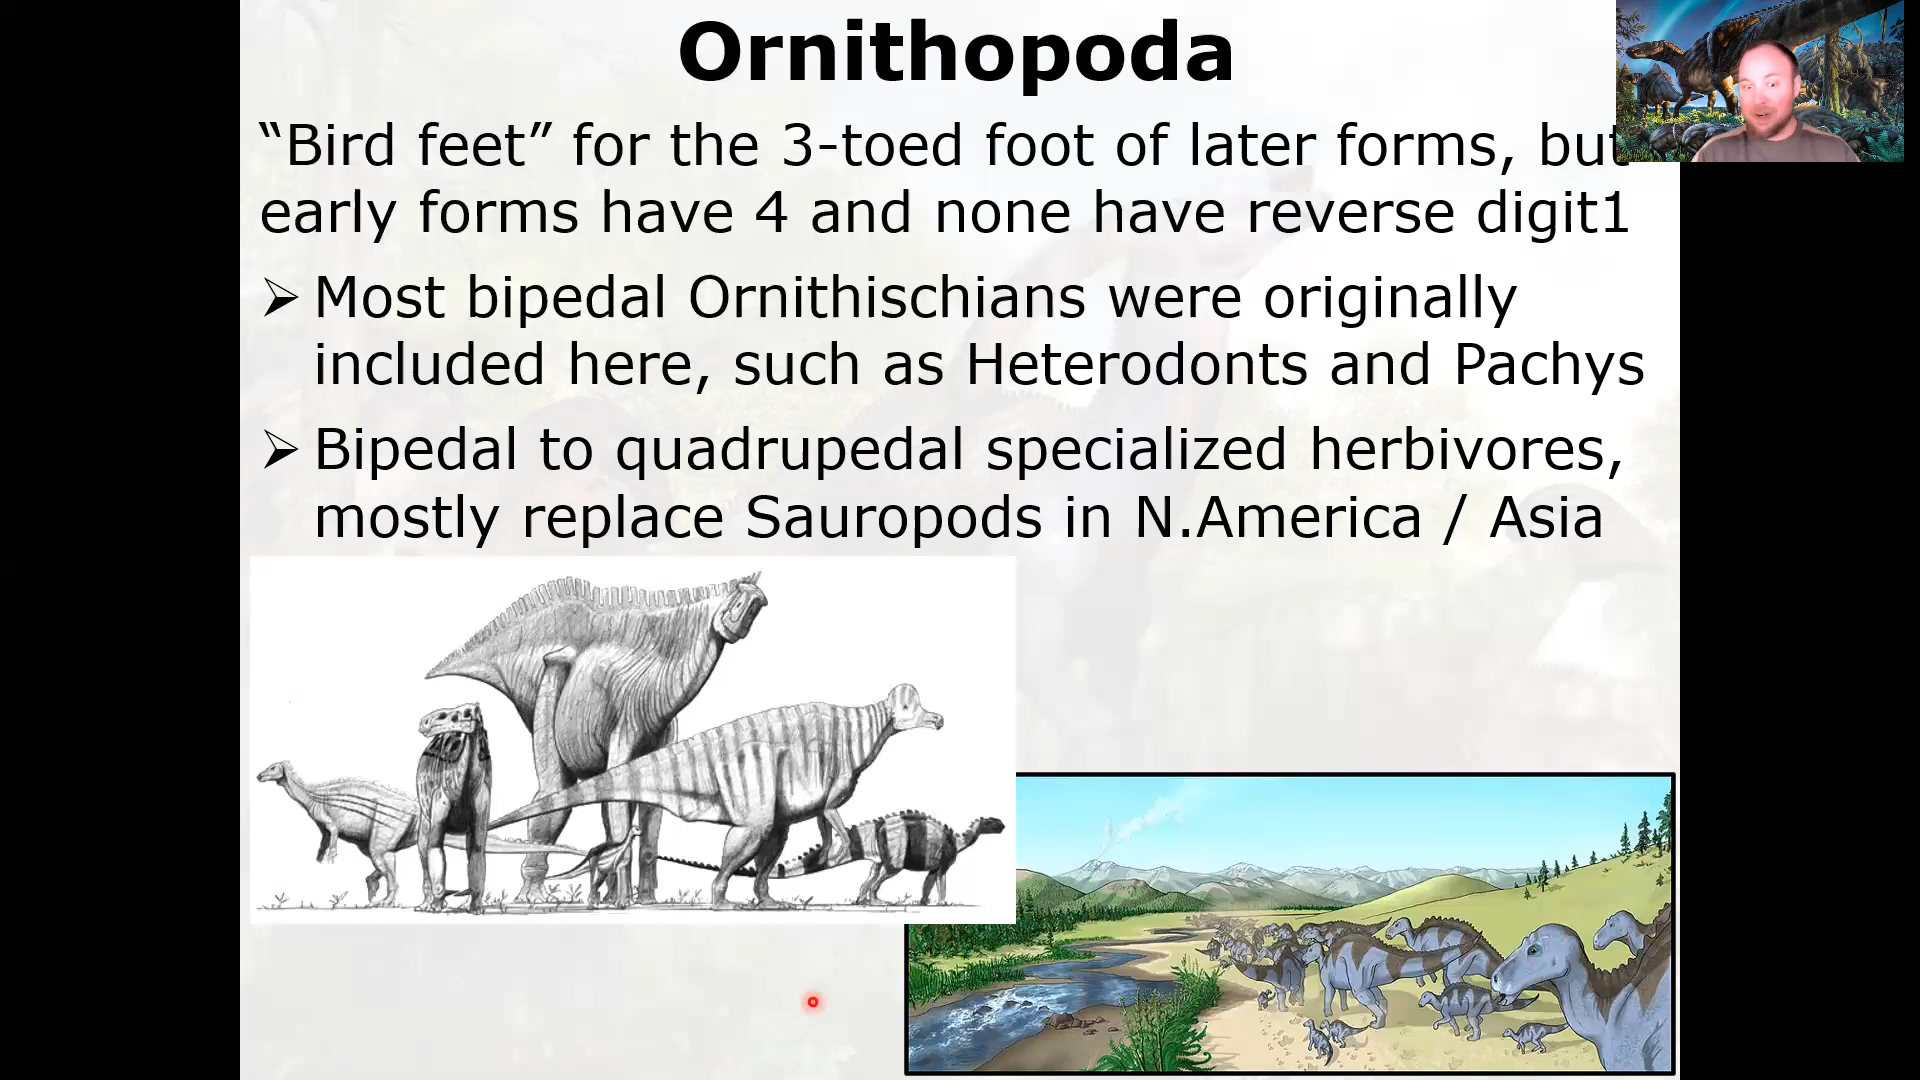 Ornithopoda
“Bird feet” for the 3-toed foot of later forms, but
early forms have 4 and none have reverse digit1
➢ Most bipedal Ornithischians were originally
included here, such as Heterodonts and Pachys
➢ Bipedal to quadrupedal specialized herbivores,
mostly replace Sauropods in N.America / Asia